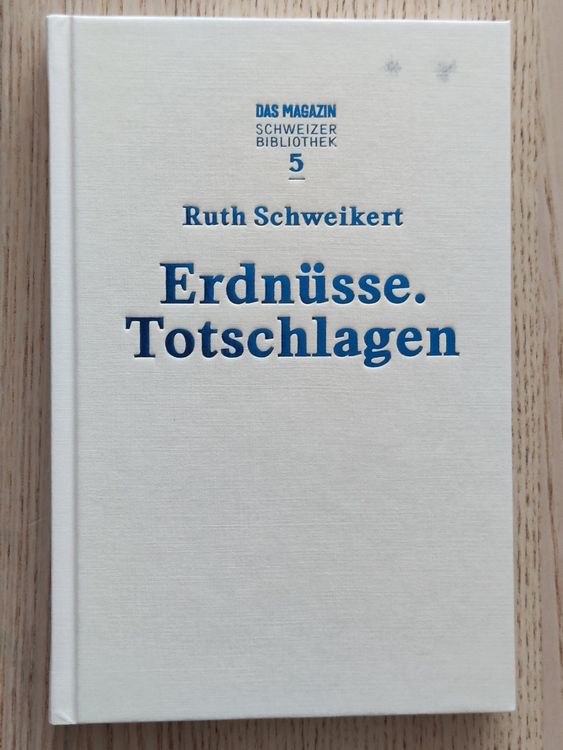 DAS MAGAZIN
SCHWEIZER
BIBLIOTHEK
5
Ruth Schweikert
Erdnüsse.
Totschlagen